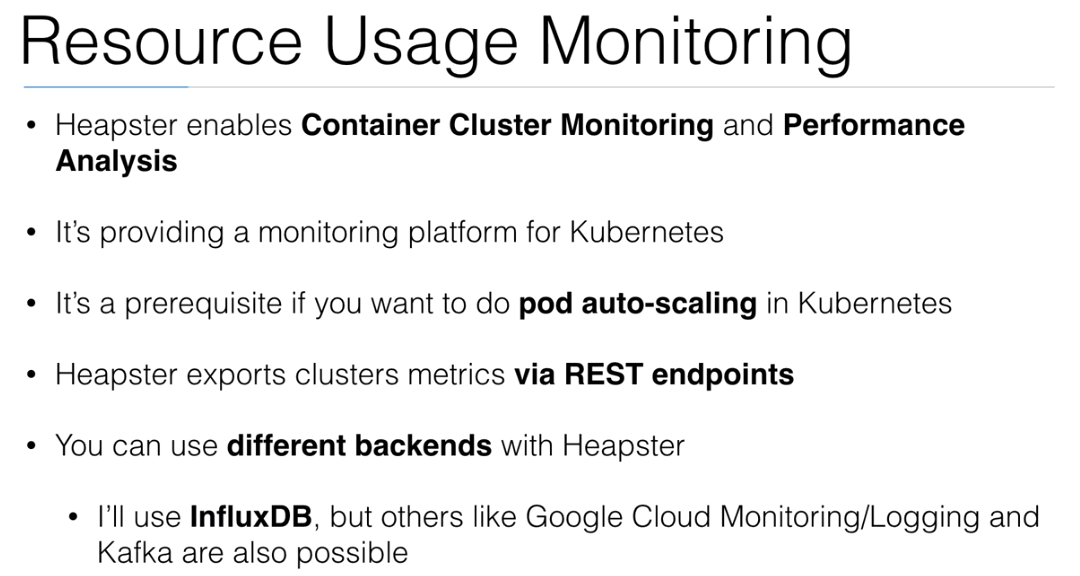 Resource Usage Monitoring
• Heapster enables Container Cluster Monitoring and Performance
Analysis
• It’s providing a monitoring platform for Kubernetes
• It’s a prerequisite if you want to do pod auto-scaling in Kubernetes
• Heapster exports clusters metrics via REST endpoints
• You can use different backends with Heapster
• I’ll use InfluxDB, but others like Google Cloud Monitoring/Logging and
Kafka are also possible